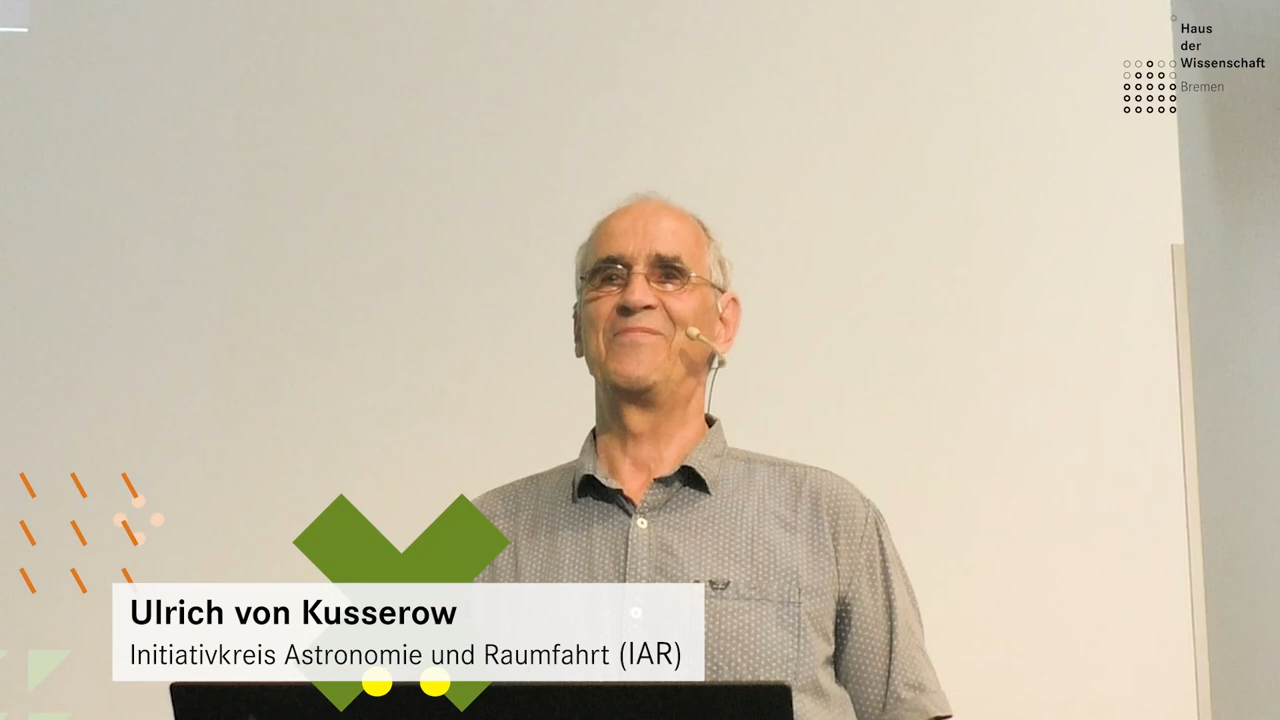 Haus
der
Wissenschaft
Bremen
Ulrich von Kusserow
Initiativkreis Astronomie und Raumfahrt (IAR)